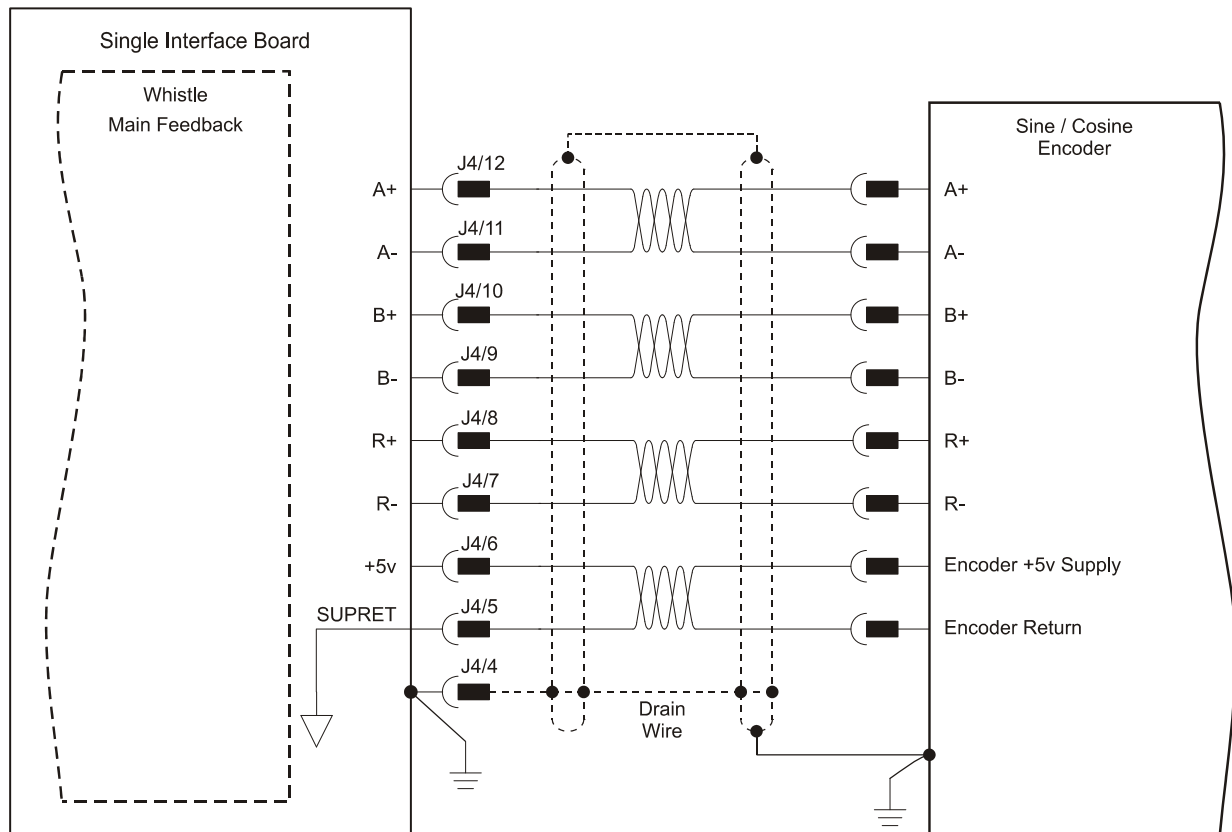 Single Interface Board
Whistle
Main Feedback
Sine / Cosine
Encoder
A+
J4/12
A+
A-
J4/11
A-
B+
J4/10
B+
B-
J4/9
B-
R+
J4/8
R+
R-
J4/7
R-
+5v
J4/6
Encoder +5v Supply
SUPRET
J4/5
Encoder Return
J4/4
Drain
Wire